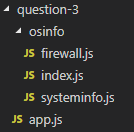 question-3
osinfo
JS firewall.js
JS index.js
JS systeminfo.js
JS app.js